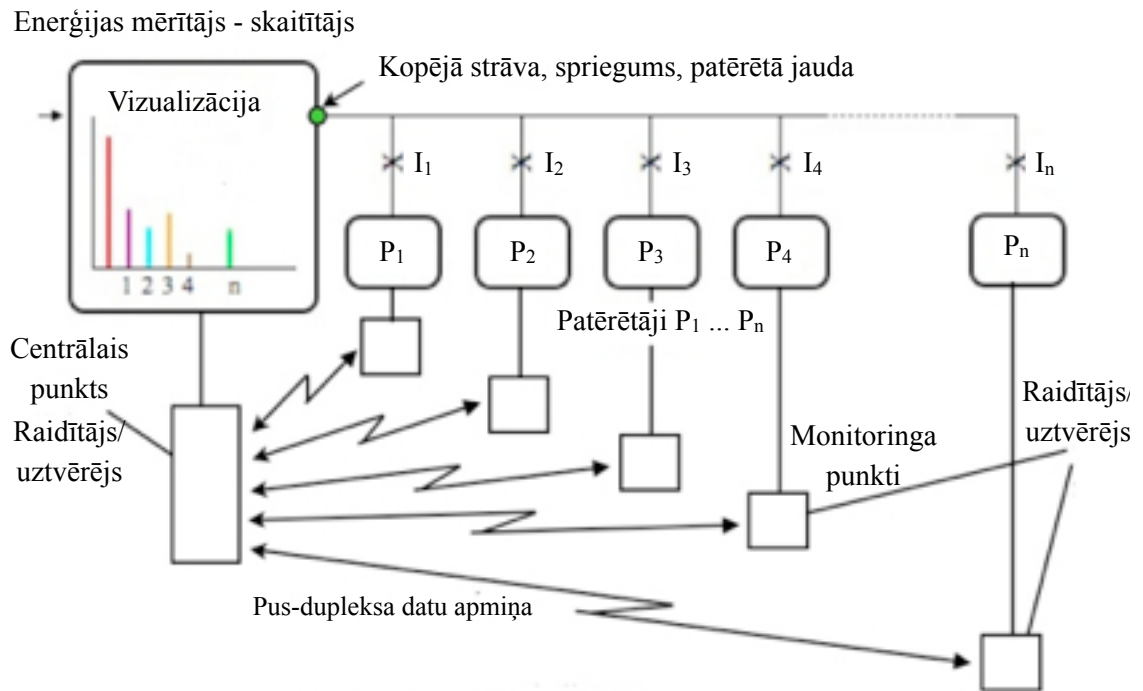 Enerģijas mērītājs - skaitītājs
Kopējā strāva, spriegums, patērētā jauda
Vizualizācija
I₁ I₂ I₃ I₄ Iₙ
P₁ P₂ P₃ P₄ Pₙ
1 2 3 4 n
Patērētāji P₁ ... Pₙ
Centrālais
punkts
Raidītājs/
uztvērējs
Monitoringa
punkti
Raidītājs/
uztvērējs
Pus-dupleksa datu apmiņa